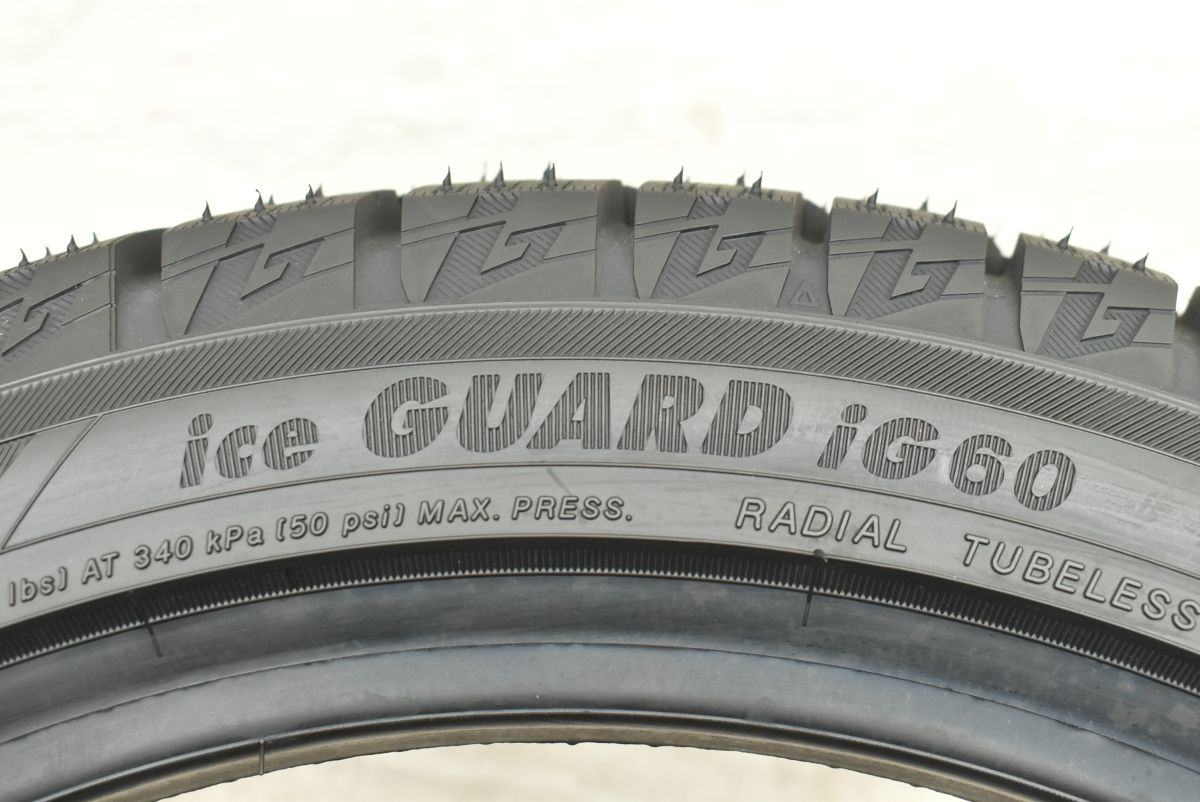 ice GUARD iG60
lbs) AT 340 kPa (50 psi) MAX. PRESS. RADIAL TUBELESS